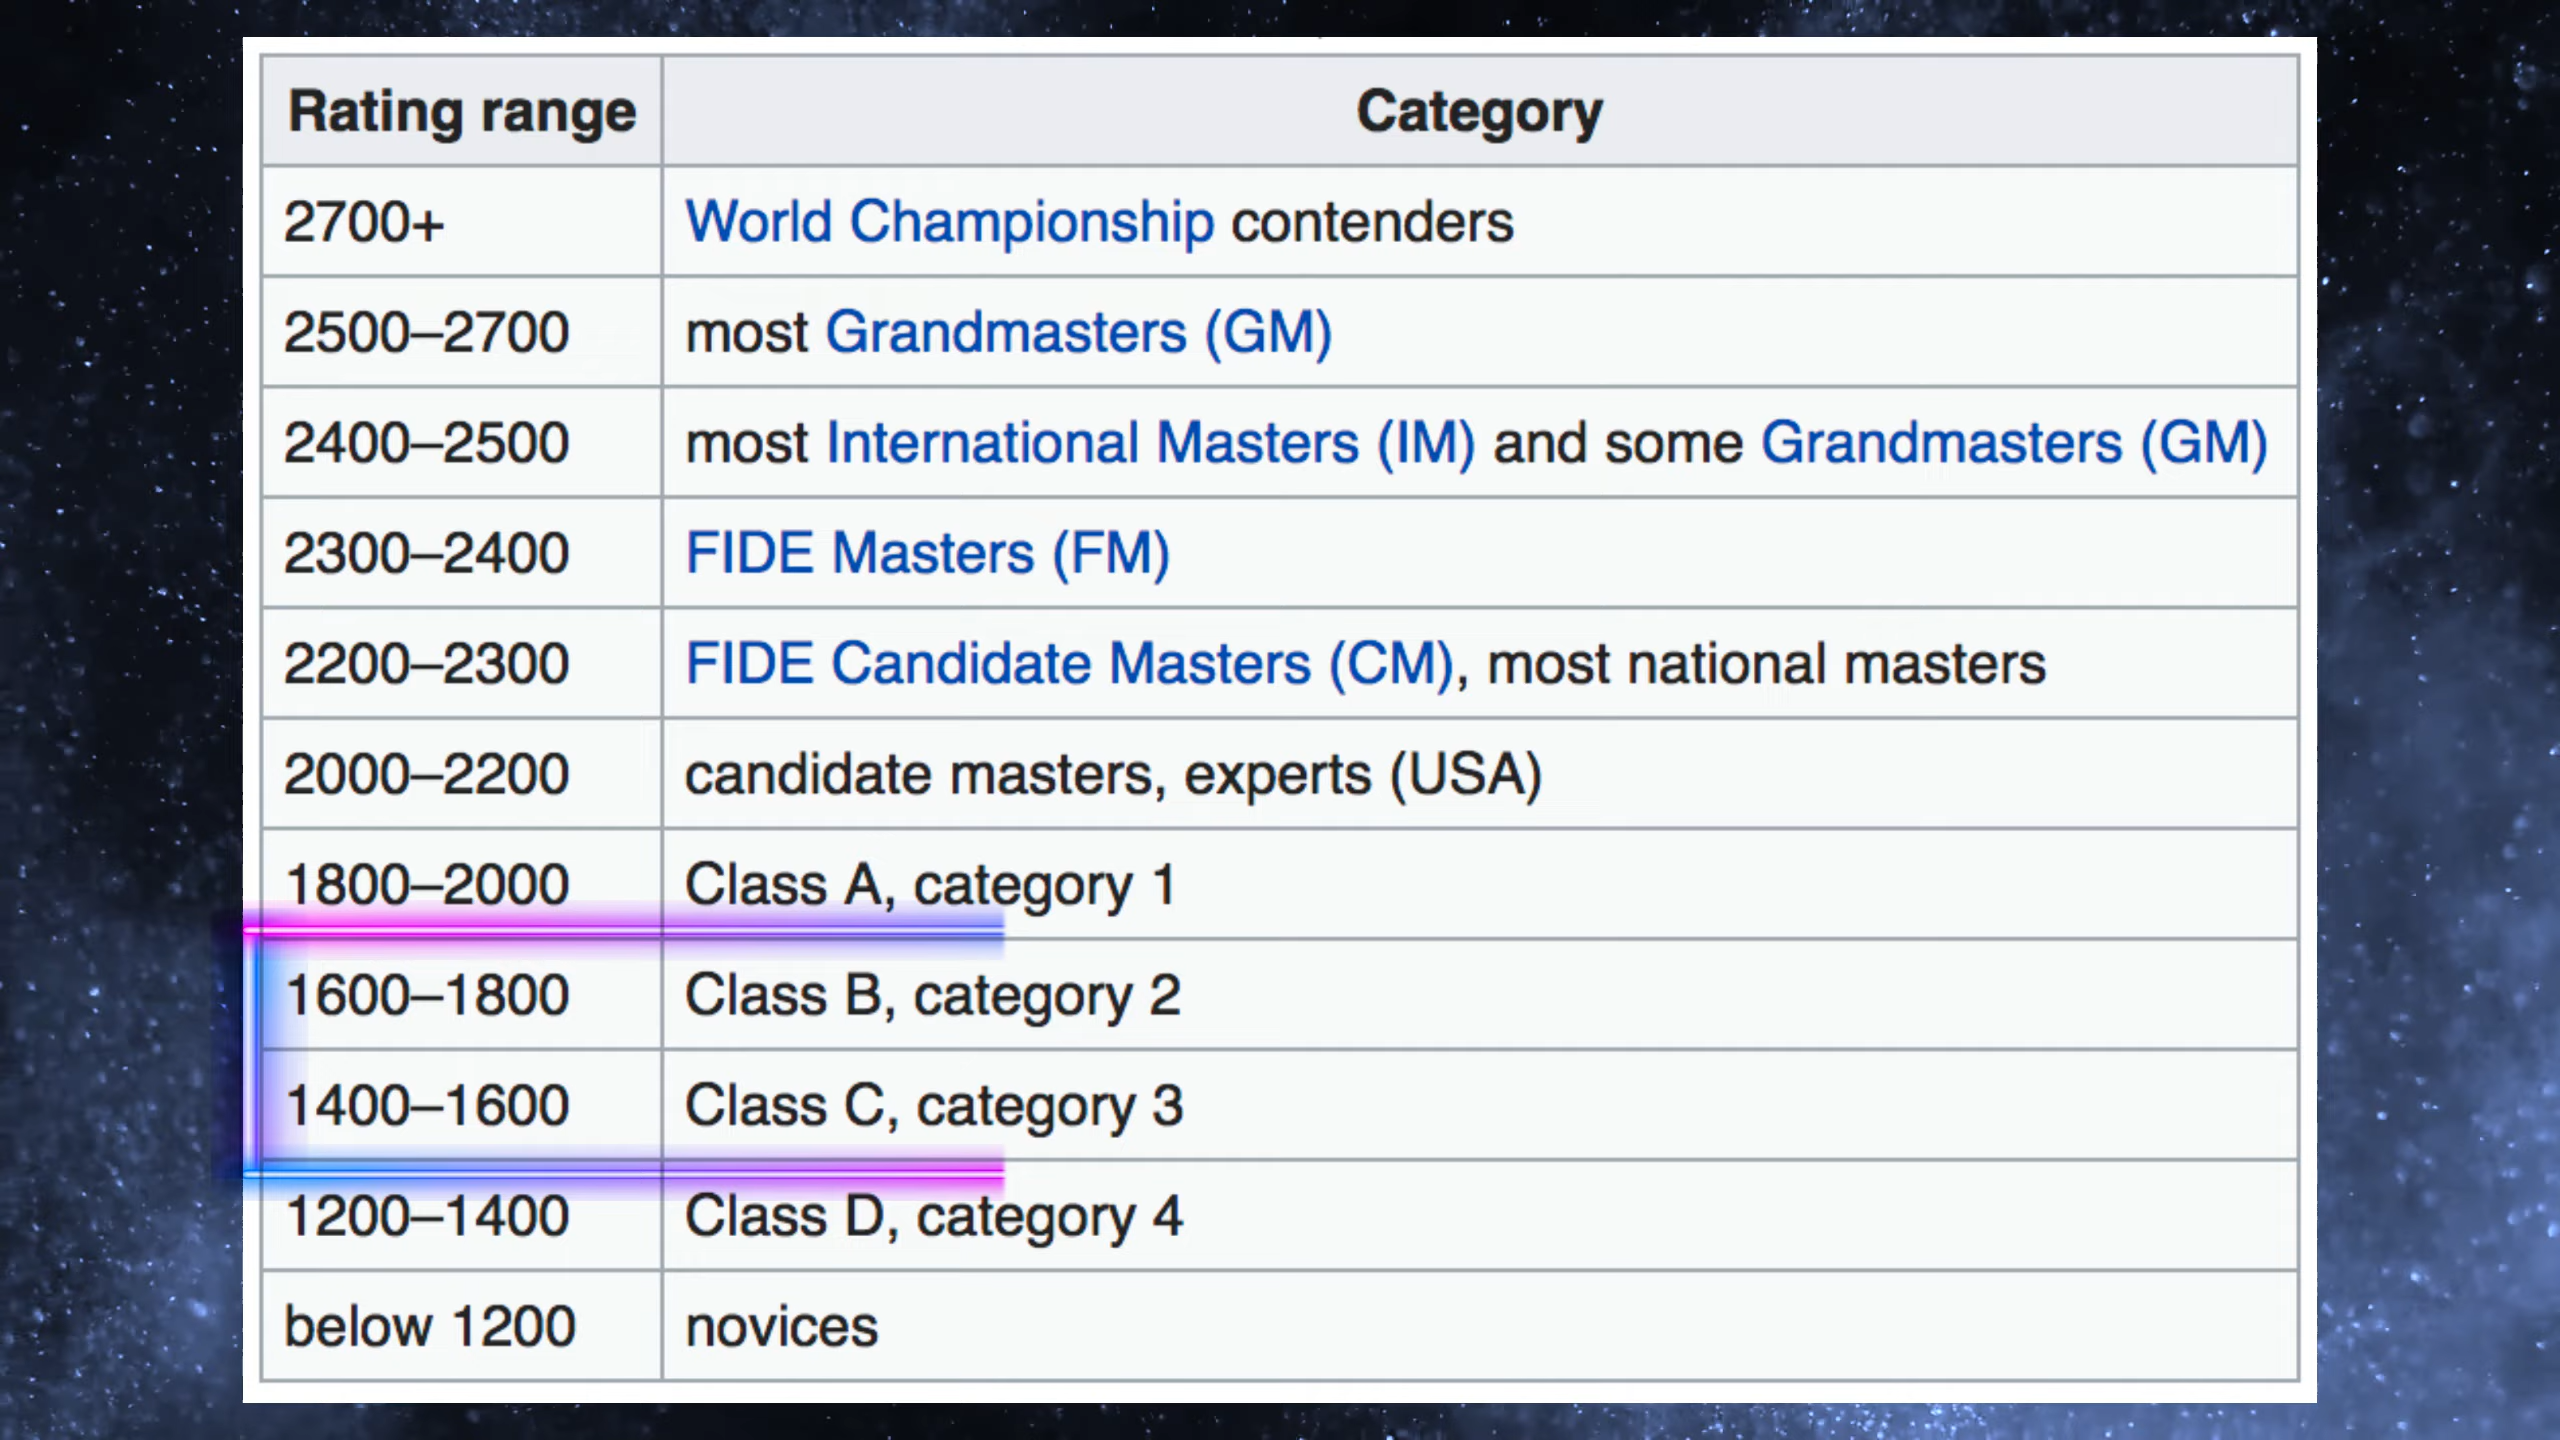 Rating range Category
2700+ World Championship contenders
2500–2700 most Grandmasters (GM)
2400–2500 most International Masters (IM) and some Grandmasters (GM)
2300–2400 FIDE Masters (FM)
2200–2300 FIDE Candidate Masters (CM), most national masters
2000–2200 candidate masters, experts (USA)
1800–2000 Class A, category 1
1600–1800 Class B, category 2
1400–1600 Class C, category 3
1200–1400 Class D, category 4
below 1200 novices